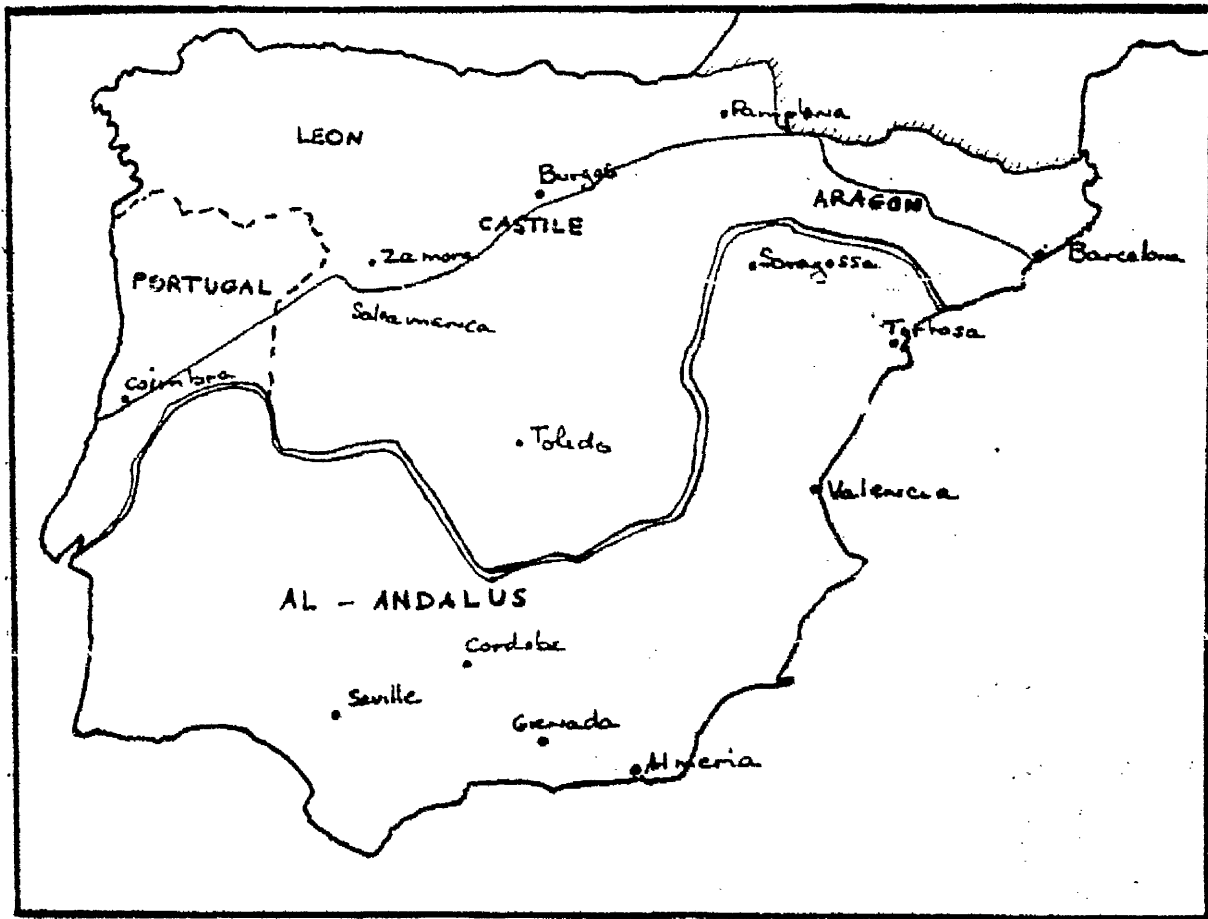 Pamplona
LEON
Burgos
ARAGON
CASTILE
Zamora
Saragossa
Barcelona
PORTUGAL
Salamanca
Tortosa
Coimbra
Toledo
Valencia
AL - ANDALUS
Cordoba
Seville
Grenada
Almeria